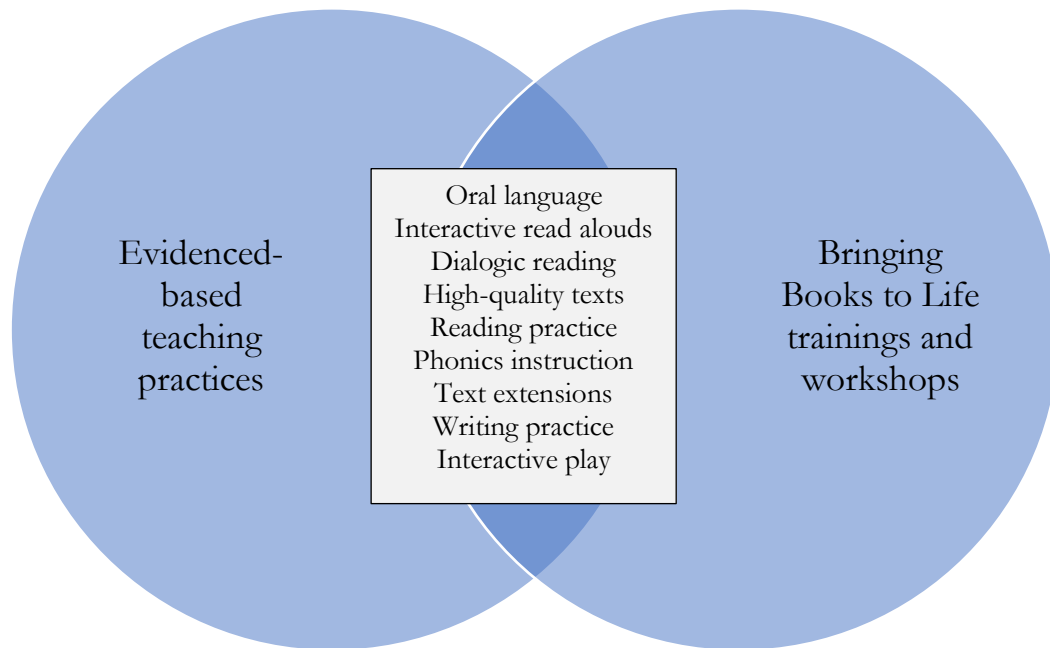 Evidenced-
based
teaching
practices
Oral language
Interactive read alouds
Dialogic reading
High-quality texts
Reading practice
Phonics instruction
Text extensions
Writing practice
Interactive play
Bringing
Books to Life
trainings and
workshops